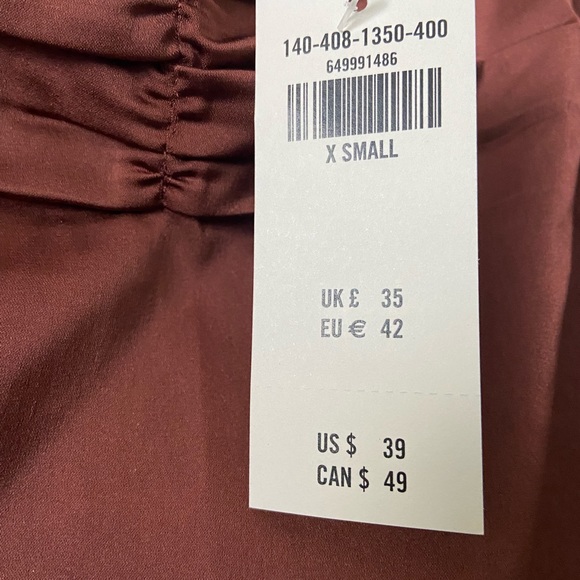 140-408-1350-400
649991486
X SMALL
UK £ 35
EU € 42
US $ 39
CAN $ 49